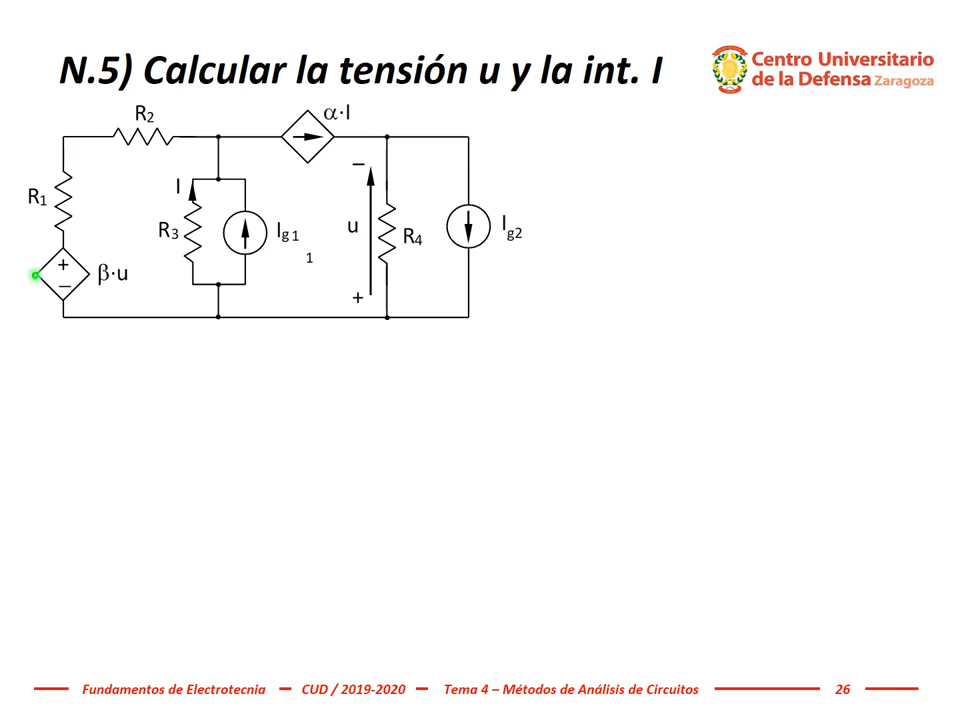 N.5) Calcular la tensión u y la int. I
Centro Universitario
de la Defensa Zaragoza
R2
α·I
R1
I
R3
Ig1
1
−
u
+
R4
Ig2
+
−
β·u
Fundamentos de Electrotecnia – CUD / 2019-2020 – Tema 4 – Métodos de Análisis de Circuitos 26